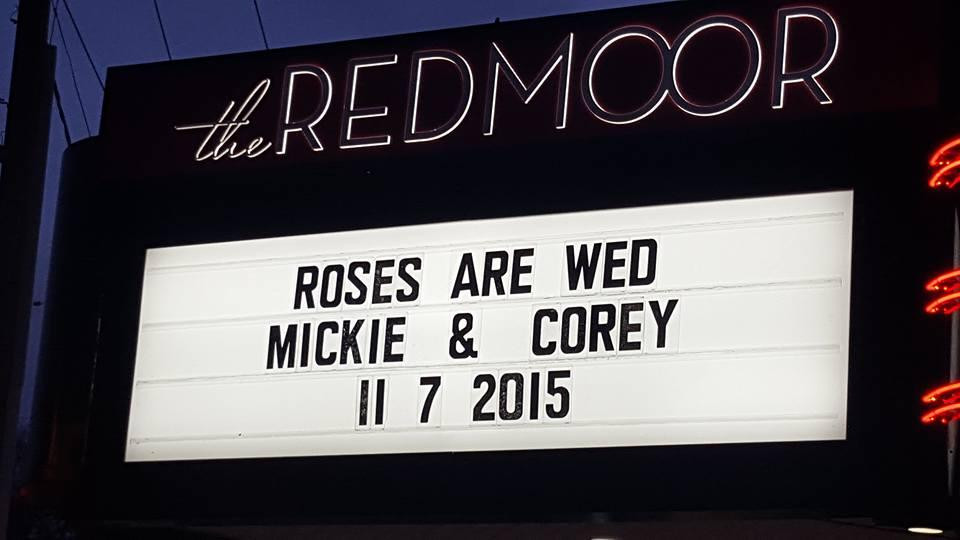 the REDMOOR
ROSES ARE WED
MICKIE & COREY
11 7 2015